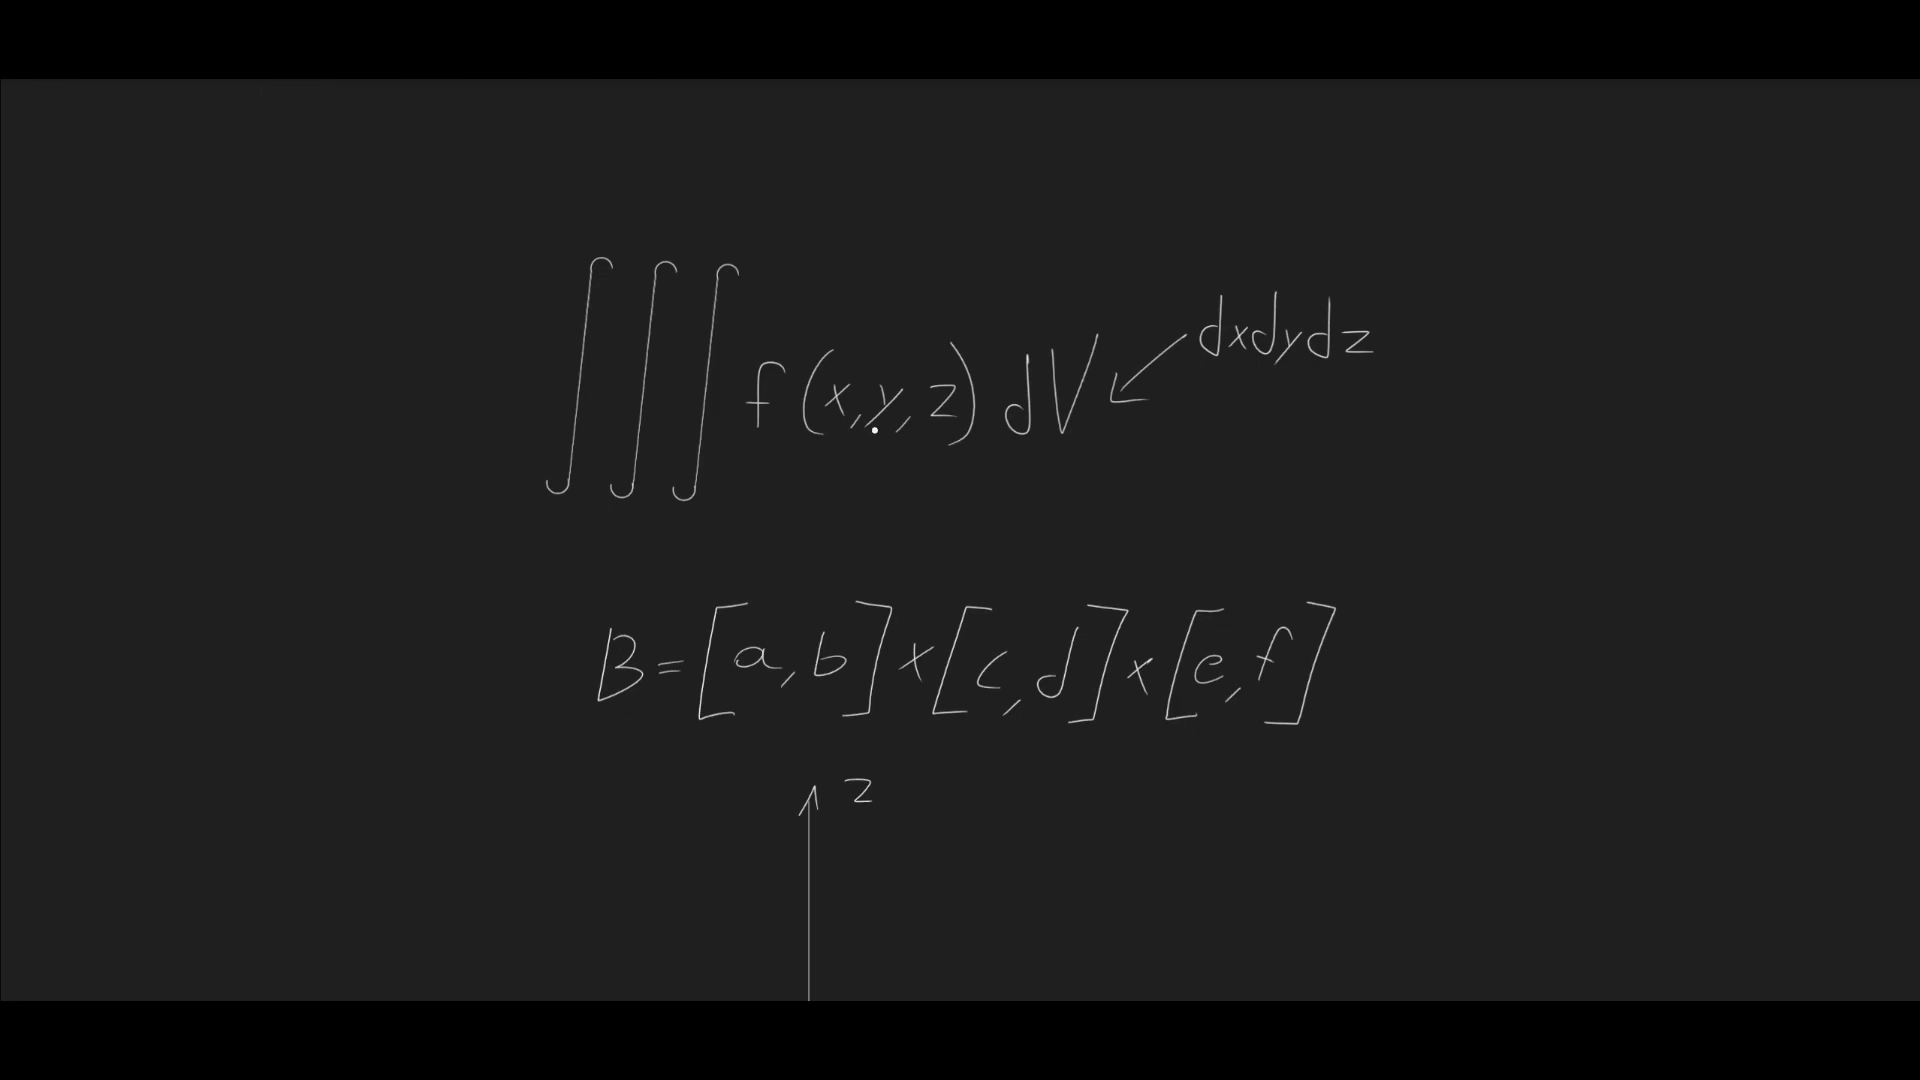 ∫∫∫ f(x,y,z) dV ↙ dxdydz
B=[a,b]×[c,d]×[e,f]
z